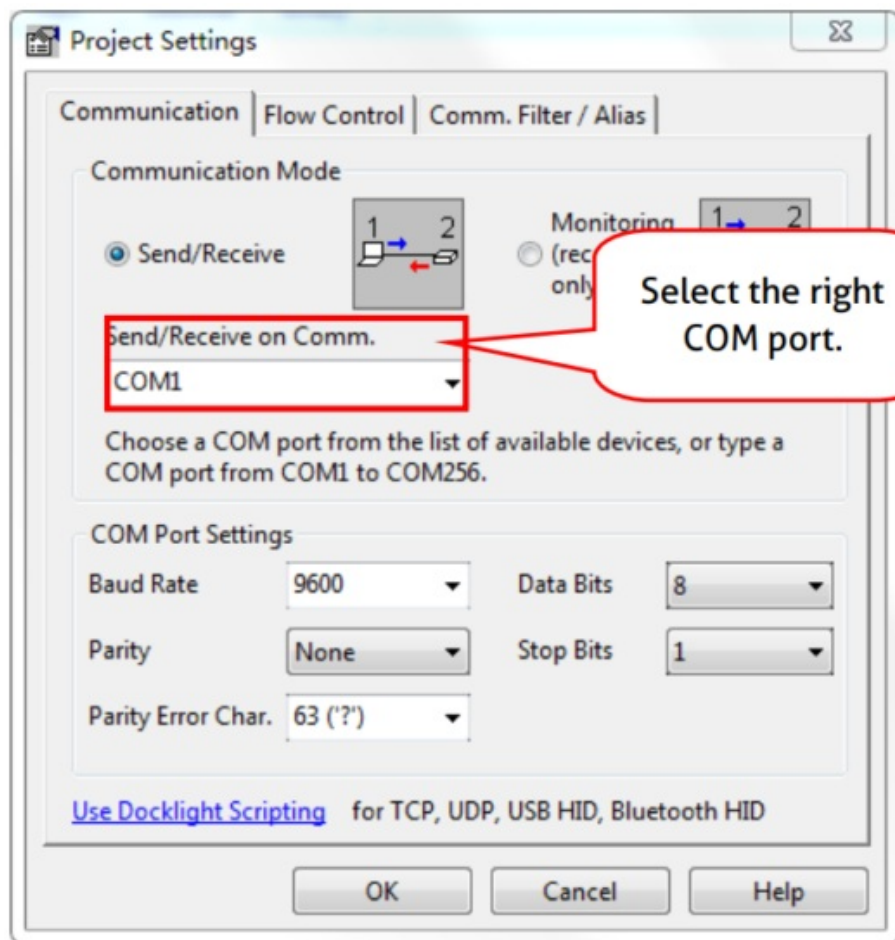 Project Settings
Communication Flow Control Comm. Filter / Alias
Communication Mode
1 2
Send/Receive
Monitoring
1 2
only
Select the right
COM port.
Send/Receive on Comm.
COM1
Choose a COM port from the list of available devices, or type a
COM port from COM1 to COM256.
COM Port Settings
Baud Rate 9600 Data Bits 8
Parity None Stop Bits 1
Parity Error Char. 63 ('?')
Use Docklight Scripting for TCP, UDP, USB HID, Bluetooth HID
OK Cancel Help